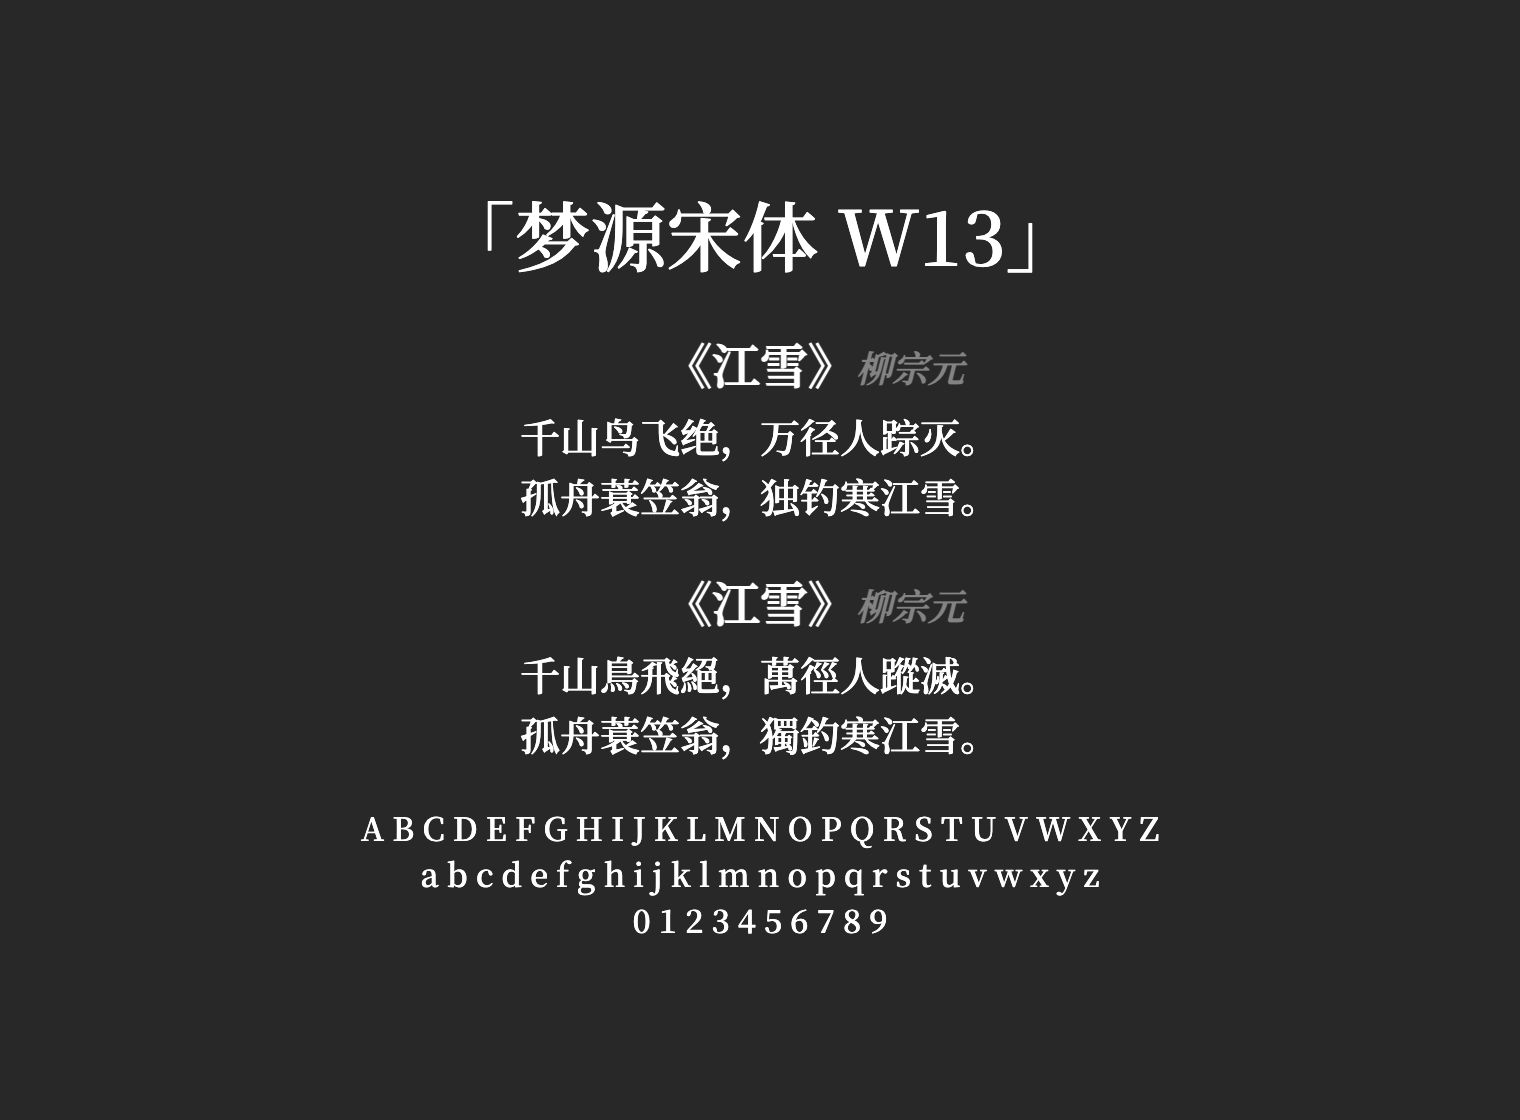 「梦源宋体 W13」
《江雪》 柳宗元
千山鸟飞绝，万径人踪灭。
孤舟蓑笠翁，独钓寒江雪。
《江雪》 柳宗元
千山鳥飛絕，萬徑人蹤滅。
孤舟蓑笠翁，獨釣寒江雪。
A B C D E F G H I J K L M N O P Q R S T U V W X Y Z
a b c d e f g h i j k l m n o p q r s t u v w x y z
0 1 2 3 4 5 6 7 8 9